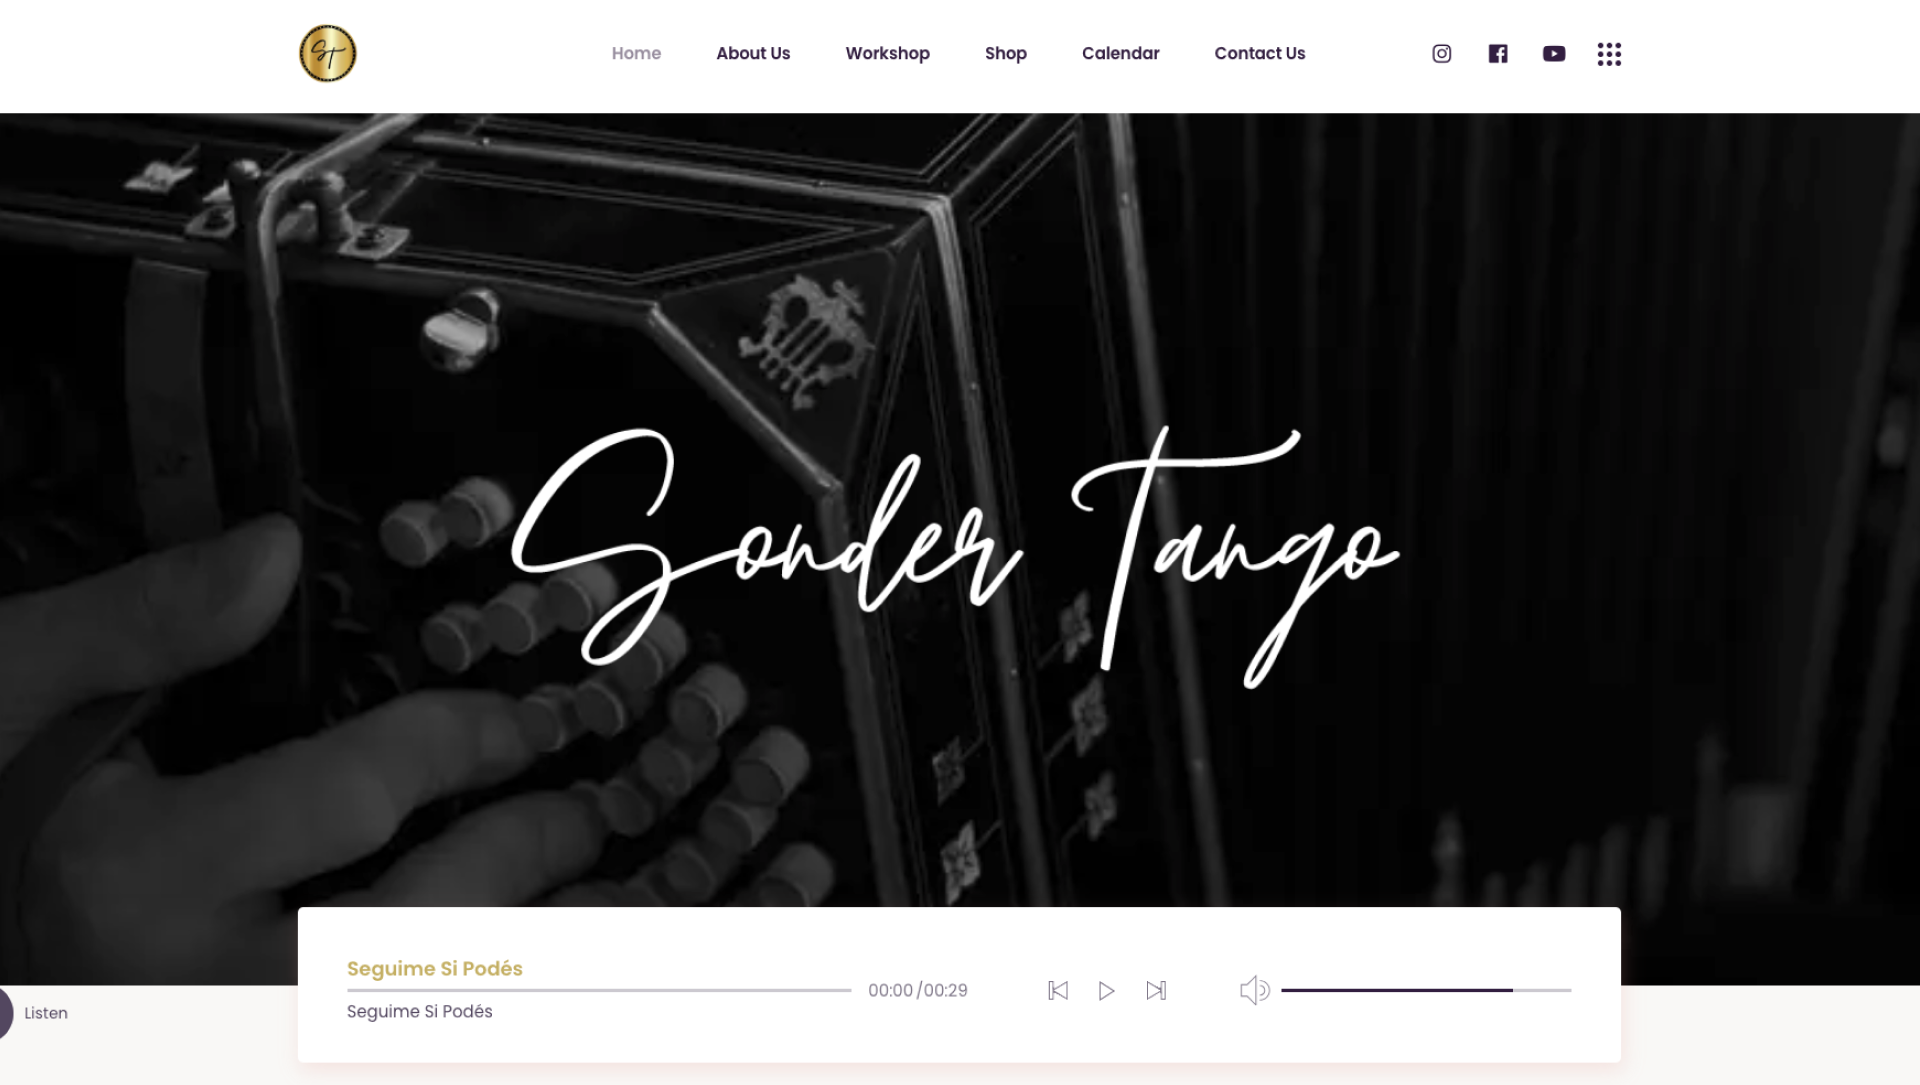 ST
Home About Us Workshop Shop Calendar Contact Us
Sonder Tango
Seguime Si Podés
00:00/00:29
Seguime Si Podés
Listen